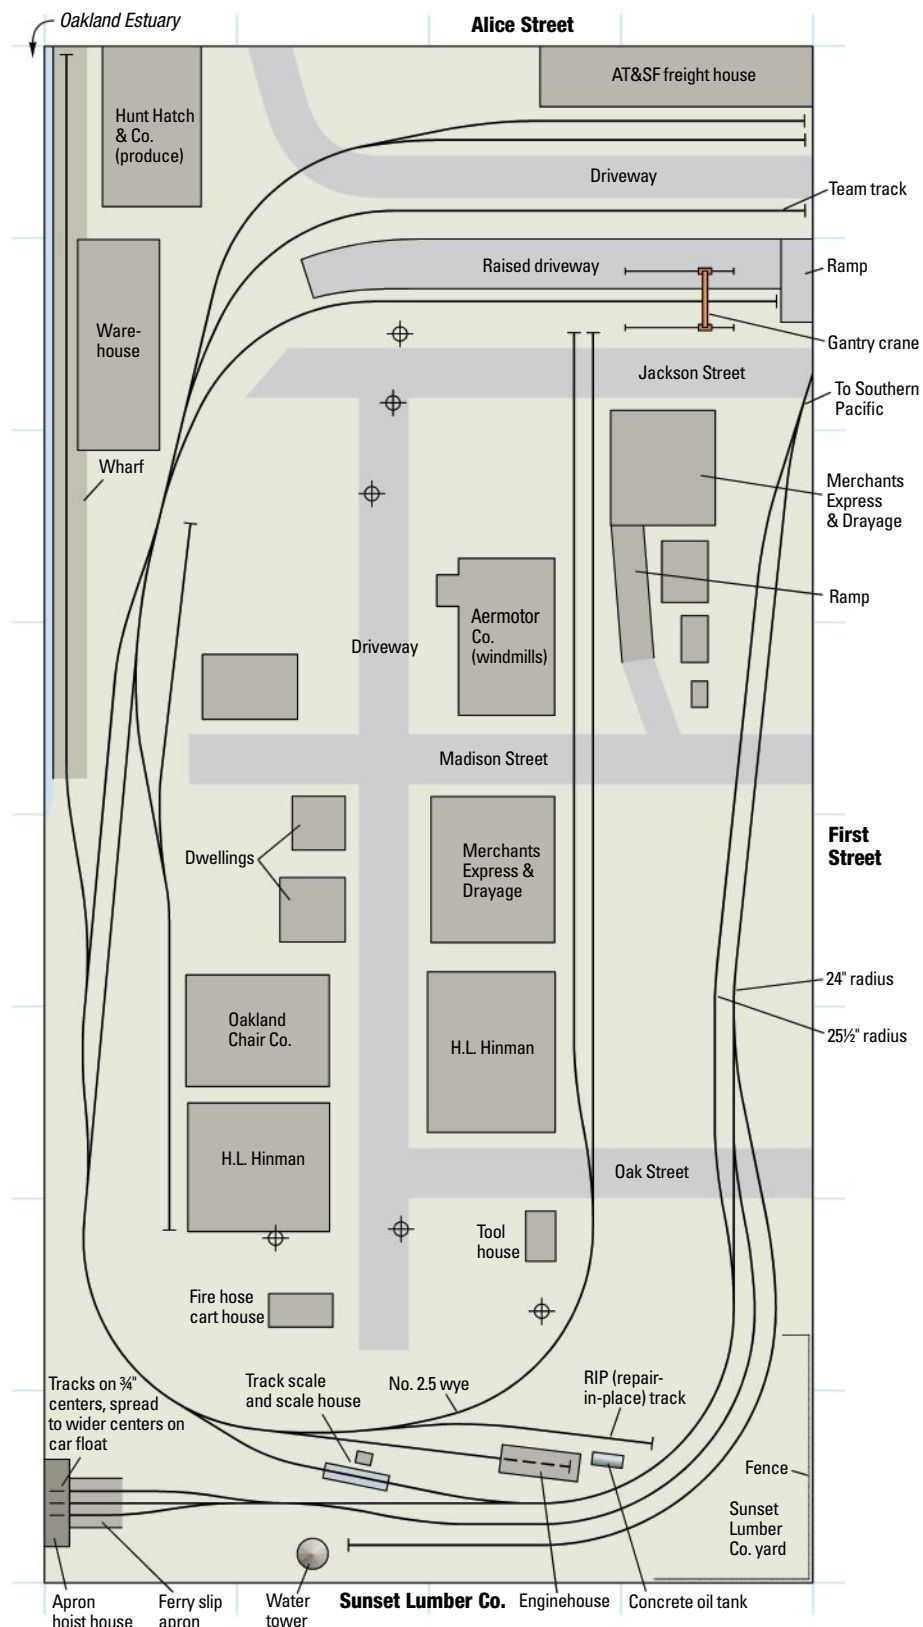 Oakland Estuary
Alice Street
AT&SF freight house
Hunt Hatch
& Co.
(produce)
Driveway
Team track
Raised driveway
Ramp
Ware-
house
Gantry crane
Jackson Street
To Southern
Pacific
Wharf
Merchants
Express
& Drayage
Ramp
Aermotor
Co.
(windmills)
Driveway
Madison Street
Dwellings
Merchants
Express &
Drayage
First
Street
24" radius
Oakland
Chair Co.
25½" radius
H.L. Hinman
H.L. Hinman
Oak Street
Tool
house
Fire hose
cart house
Tracks on ¾"
centers, spread
to wider centers on
car float
Track scale
and scale house
No. 2.5 wye
RIP (repair-
in-place) track
Fence
Sunset
Lumber
Co. yard
Apron
hoist house
Ferry slip
apron
Water
tower
Sunset Lumber Co.
Enginehouse
Concrete oil tank